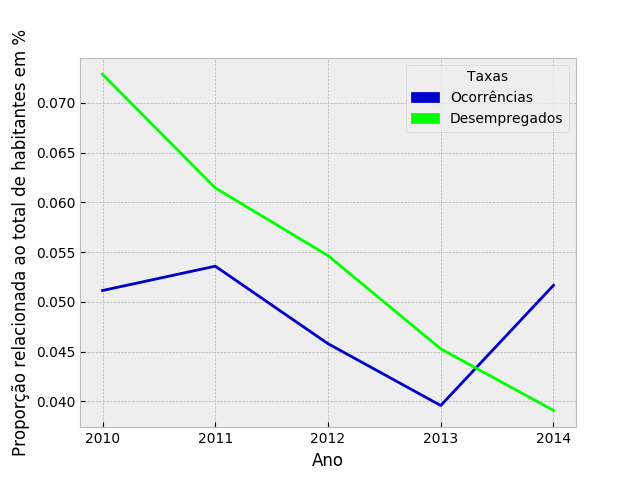 Proporção relacionada ao total de habitantes em %
0.070
0.065
0.060
0.055
0.050
0.045
0.040
Taxas
Ocorrências
Desempregados
2010 2011 2012 2013 2014
Ano